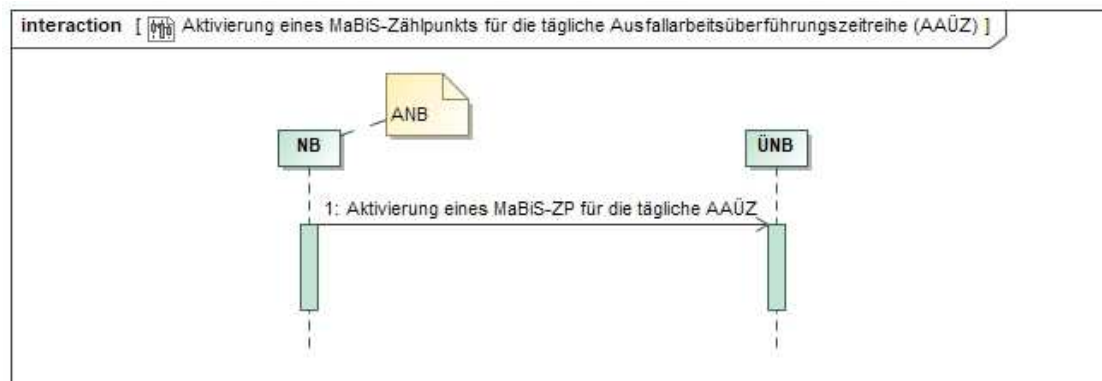 interaction [ Aktivierung eines MaBiS-Zählpunkts für die tägliche Ausfallarbeitsüberführungszeitreihe (AAÜZ) ]
ANB
NB
ÜNB
1: Aktivierung eines MaBiS-ZP für die tägliche AAÜZ